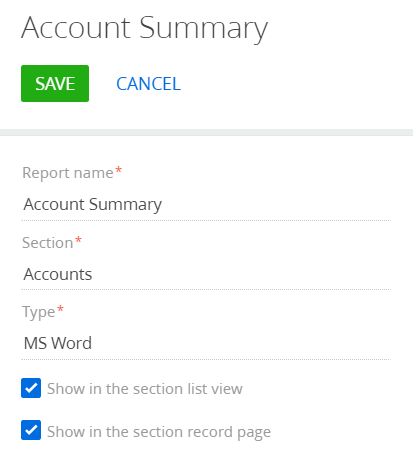 Account Summary
SAVE CANCEL
Report name*
Account Summary
Section*
Accounts
Type*
MS Word
Show in the section list view
Show in the section record page